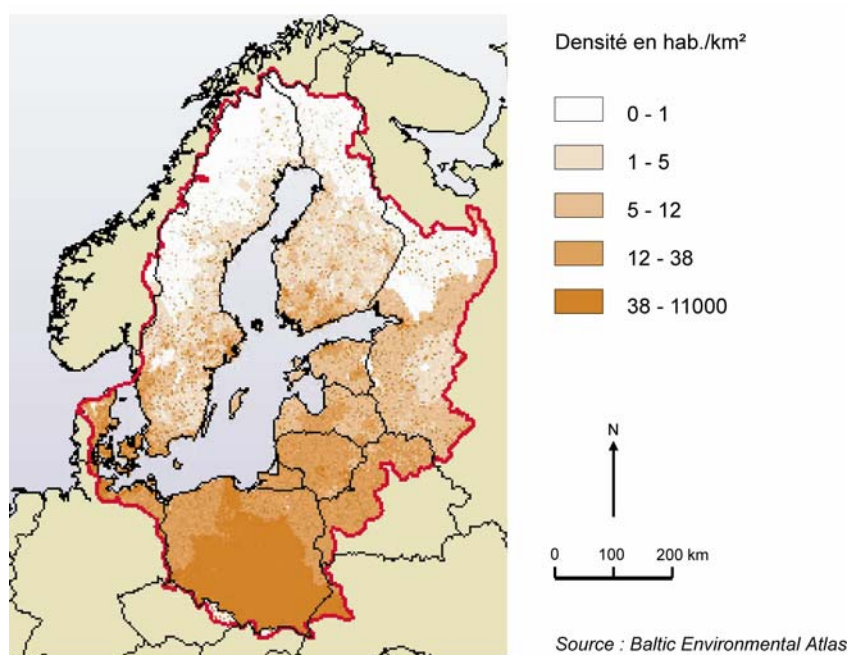 Densité en hab./km²
0 - 1
1 - 5
5 - 12
12 - 38
38 - 11000
N
0 100 200 km
Source : Baltic Environmental Atlas